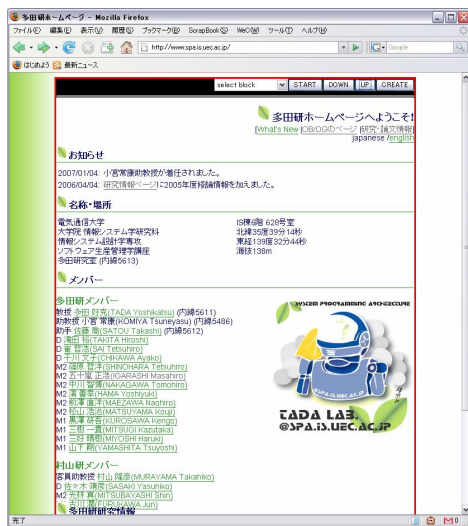 多田研ホームページ - Mozilla Firefox
ファイル(F) 編集(E) 表示(V) 履歴(S) ブックマーク(B) ScrapBook(S) WeO(W) ツール(T) ヘルプ(H)
http://www.spa.is.uec.ac.jp/
Google
はじめよう 最新ニュース
select block START DOWN UP CREATE
多田研ホームページへようこそ!
[What's New |OB/OGのページ |研究・論文情報]
japanese /english
お知らせ
2007/01/04: 小宮常康助教授が着任されました。
2006/04/04: 研究情報ページに2005年度修論情報を加えました。
名称・場所
電気通信大学
大学院 情報システム学研究科
情報システム設計学専攻
ソフトウェア生産管理学講座
多田研究室 (内線5613)
IS棟6階 628号室
北緯35度39分14秒
東経139度32分44秒
海抜138m
メンバー
多田研メンバー
教授 多田 好克(TADA Yoshikatsu) (内線5611)
助教授 小宮 常康(KOMIYA Tsuneyasu) (内線5486)
助手 佐藤 喬(SATOU Takashi) (内線5612)
D 滝田 裕(TAKITA Hiroshi)
D 崔 哲浩(SAI Tetsuhiro)
D 千川 文子(CHIKAWA Ayako)
M2 篠原 哲洋(SHINOHARA Tetsuhiro)
M2 五十嵐 正浩(IGARASHI Masahiro)
M2 中川 智博(NAKAGAWA Tomohiro)
M2 濱 善幸(HAMA Yoshiyuki)
M2 前澤 直洋(MAEZAWA Naohiro)
M2 松山 浩治(MATSUYAMA Kouji)
M1 黒澤 研吾(KUROSAWA Kengo)
M1 三樹 一貴(MITSUGI Kazutaka)
M1 三好 晴樹(MIYOSHI Haruki)
M1 山下 剛(YAMASHITA Tsuyoshi)
SYSTEM PROGRAMMING ARCHITECTURE
@SPA.IS.UEC.AC.JP
TADA LAB.
@SPA.IS.UEC.AC.JP
村山研メンバー
客員助教授 村山 隆彦(MURAYAMA Takahiko)
D 佐々木 靖彦(SASAKI Yasuhiko)
M2 光林 真(MITSUBAYASHI Shin)
古川 潤(FURUKAWA Jun)
多田研研究情報
完了